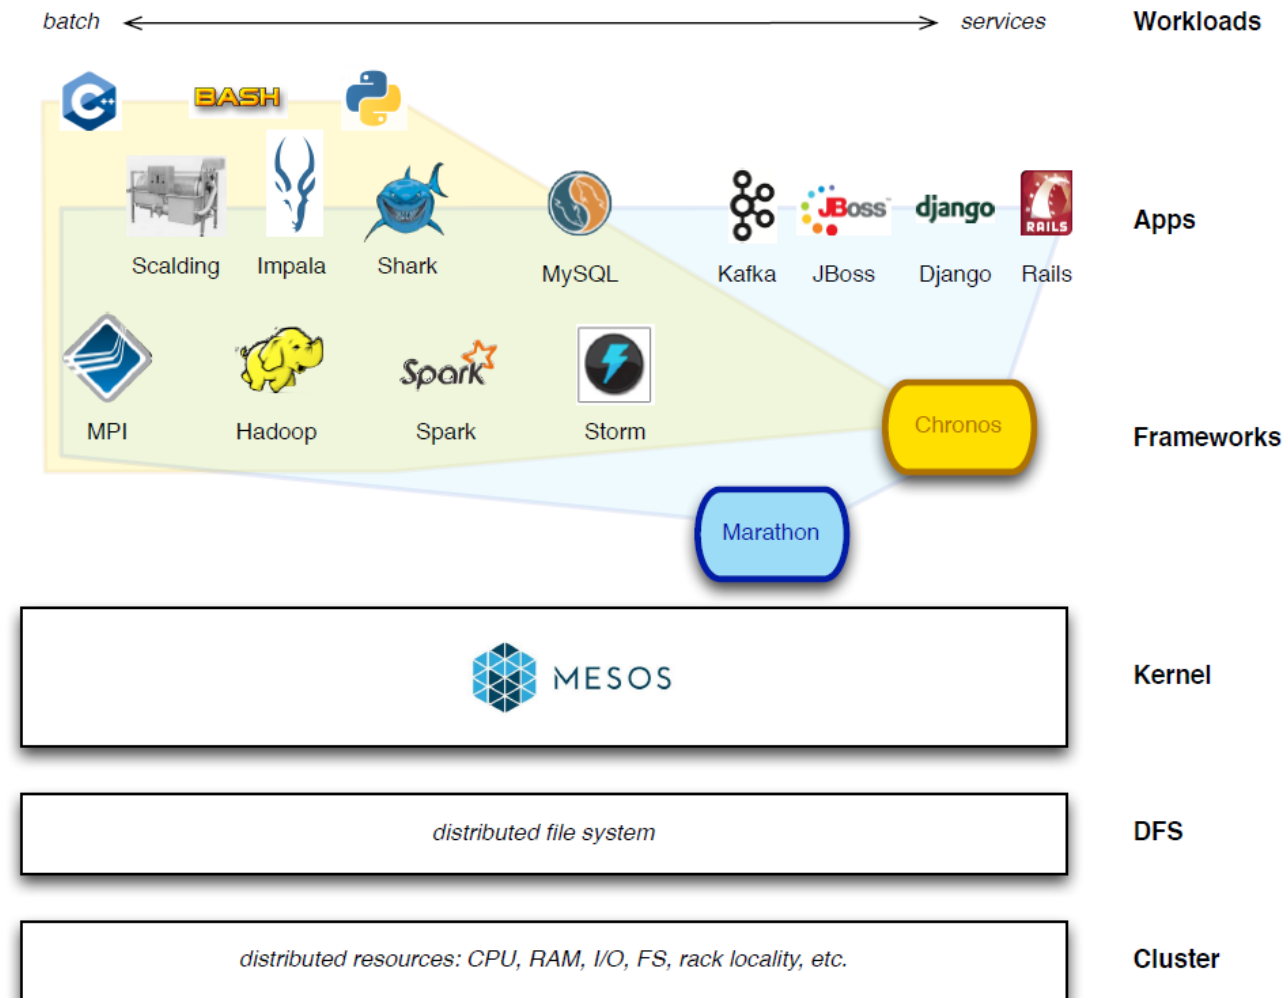 batch services Workloads
C++ BASH
JBoss django RAILS
Apps
Scalding Impala Shark MySQL Kafka JBoss Django Rails
Spark
MPI Hadoop Spark Storm Chronos Frameworks
Marathon
MESOS Kernel
distributed file system DFS
distributed resources: CPU, RAM, I/O, FS, rack locality, etc. Cluster